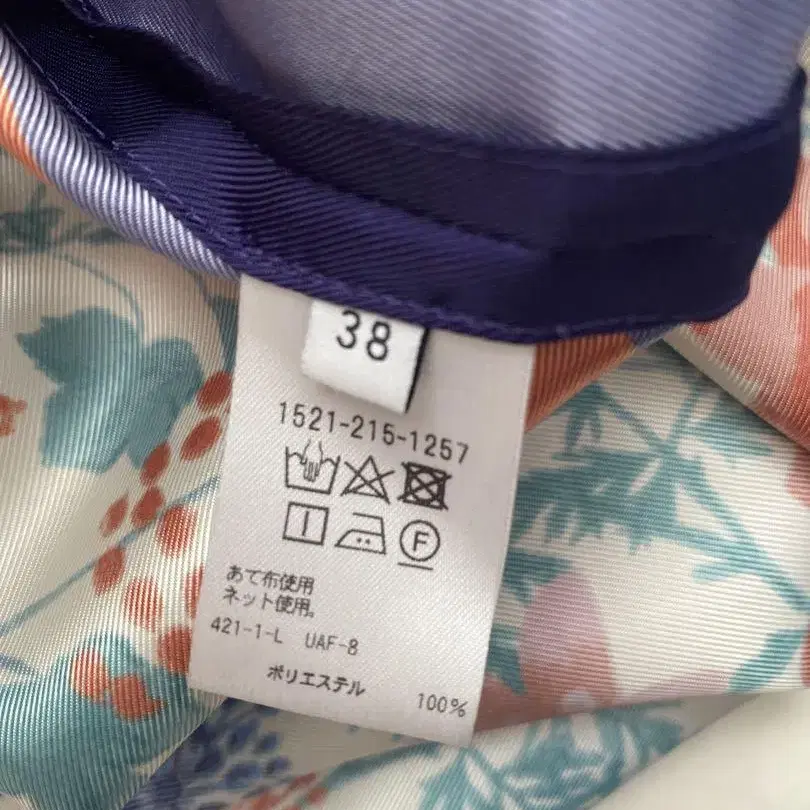 38
1521-215-1257
F
あて布使用
ネット使用。
421-1-L UAF-8
ポリエステル 100%